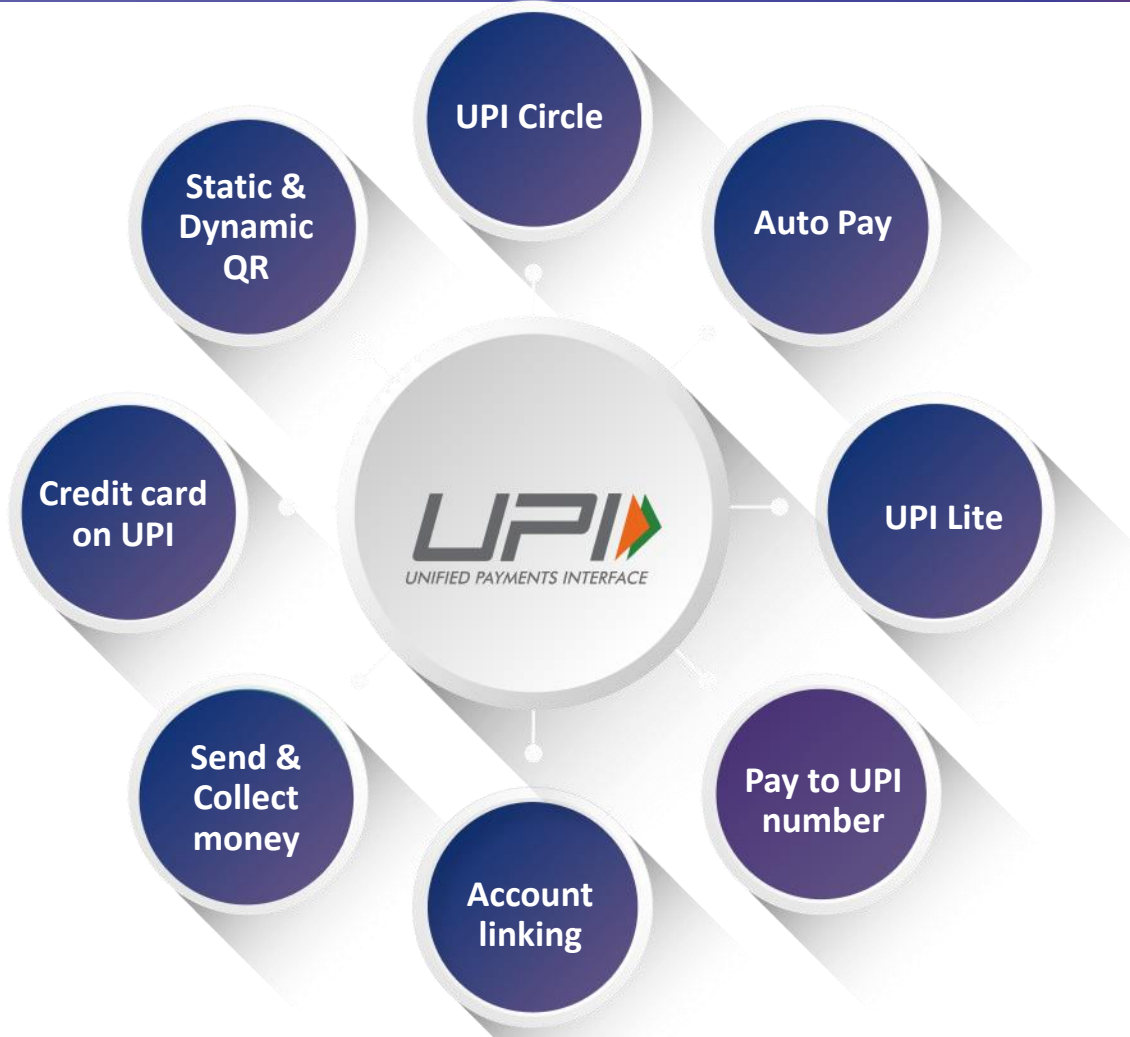 UPI Circle
Static &
Dynamic
QR
Auto Pay
Credit card
on UPI
UPI
UNIFIED PAYMENTS INTERFACE
UPI Lite
Send &
Collect
money
Pay to UPI
number
Account
linking